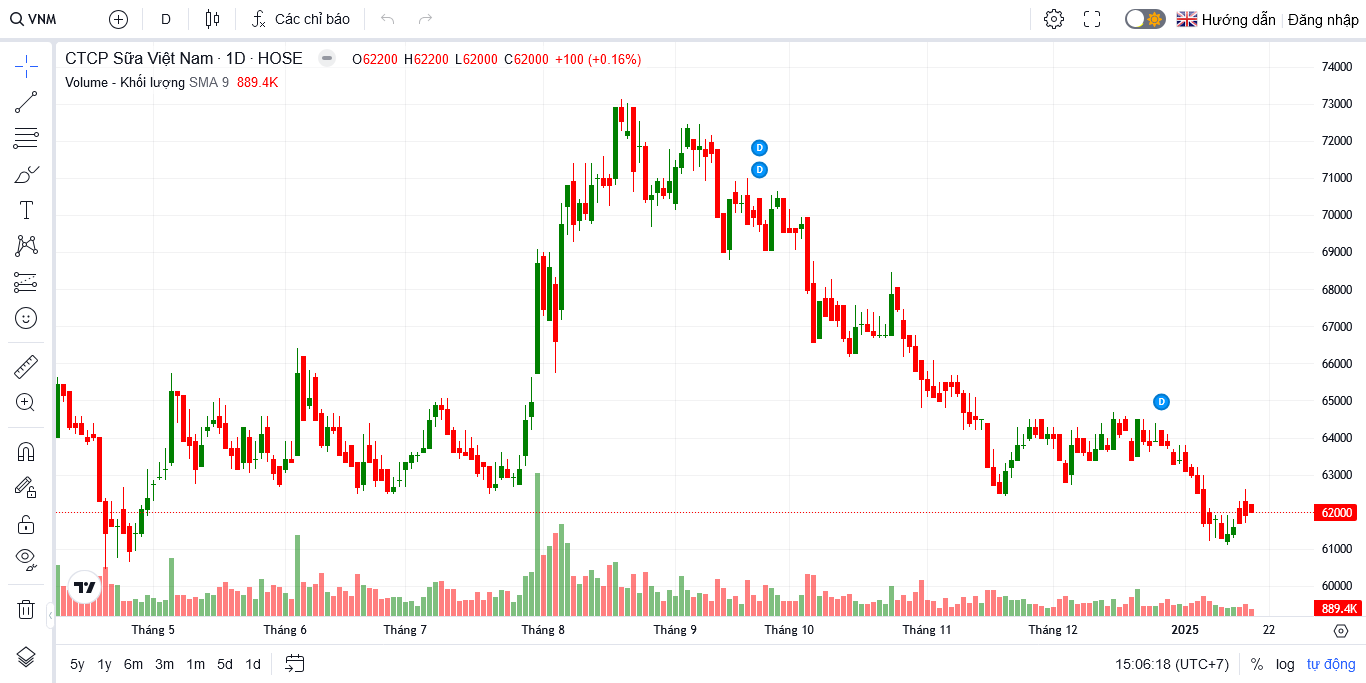 VNM D Các chỉ báo Hướng dẫn Đăng nhập
CTCP Sữa Việt Nam · 1D · HOSE O62200 H62200 L62000 C62000 +100 (+0.16%)
Volume - Khối lượng SMA 9 889.4K
74000
73000
72000
71000
70000
69000
68000
67000
66000
65000
64000
63000
62000
61000
60000
889.4K
D
D
D
Tháng 5 Tháng 6 Tháng 7 Tháng 8 Tháng 9 Tháng 10 Tháng 11 Tháng 12 2025 22
5y 1y 6m 3m 1m 5d 1d 15:06:18 (UTC+7) % log tự động